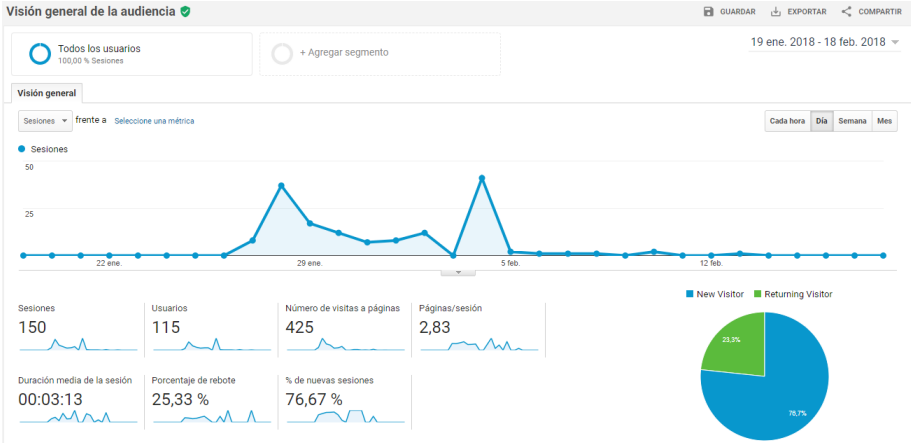 Visión general de la audiencia
GUARDAR EXPORTAR COMPARTIR
Todos los usuarios
100,00 % Sesiones
+ Agregar segmento
19 ene. 2018 - 18 feb. 2018
Visión general
Sesiones frente a Seleccione una métrica
Cada hora Día Semana Mes
Sesiones
50
25
22 ene. 29 ene. 5 feb. 12 feb.
New Visitor Returning Visitor
Sesiones
150
Usuarios
115
Número de visitas a páginas
425
Páginas/sesión
2,83
Duración media de la sesión
00:03:13
Porcentaje de rebote
25,33 %
% de nuevas sesiones
76,67 %
23,3%
76,7%